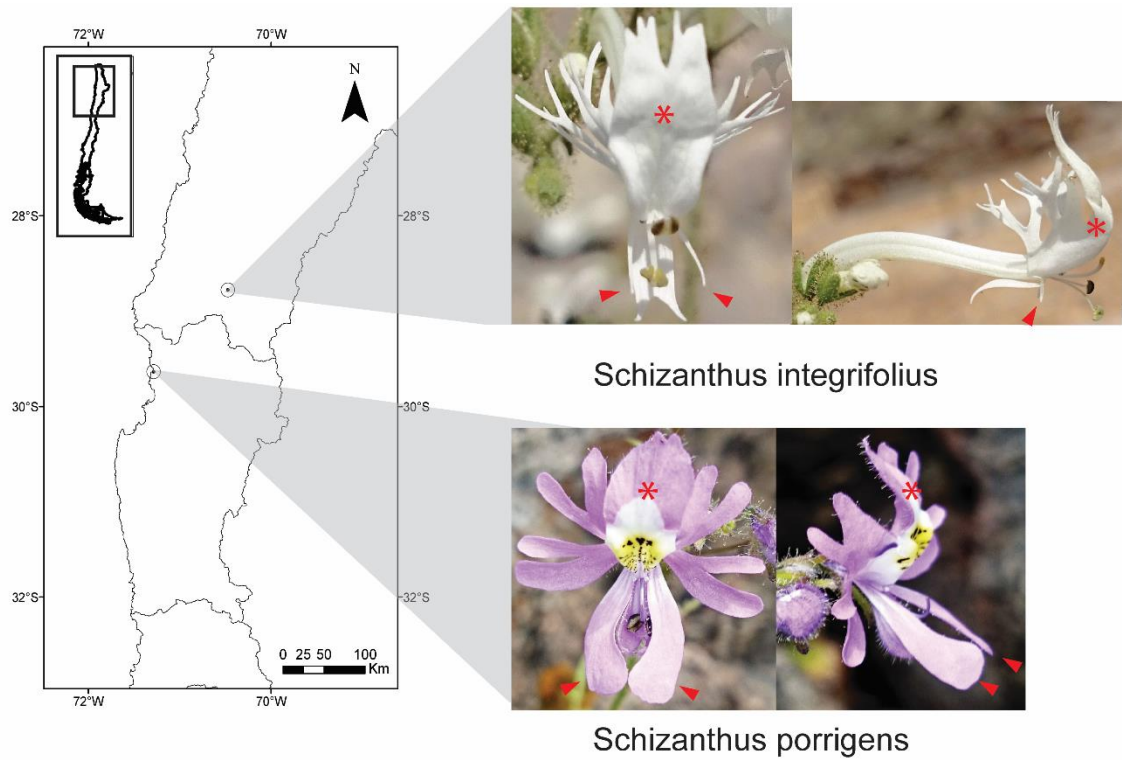 72°W
70°W
N
28°S
28°S
30°S
30°S
32°S
32°S
0 25 50 100
Km
72°W
70°W
*
*
Schizanthus integrifolius
*
*
Schizanthus porrigens